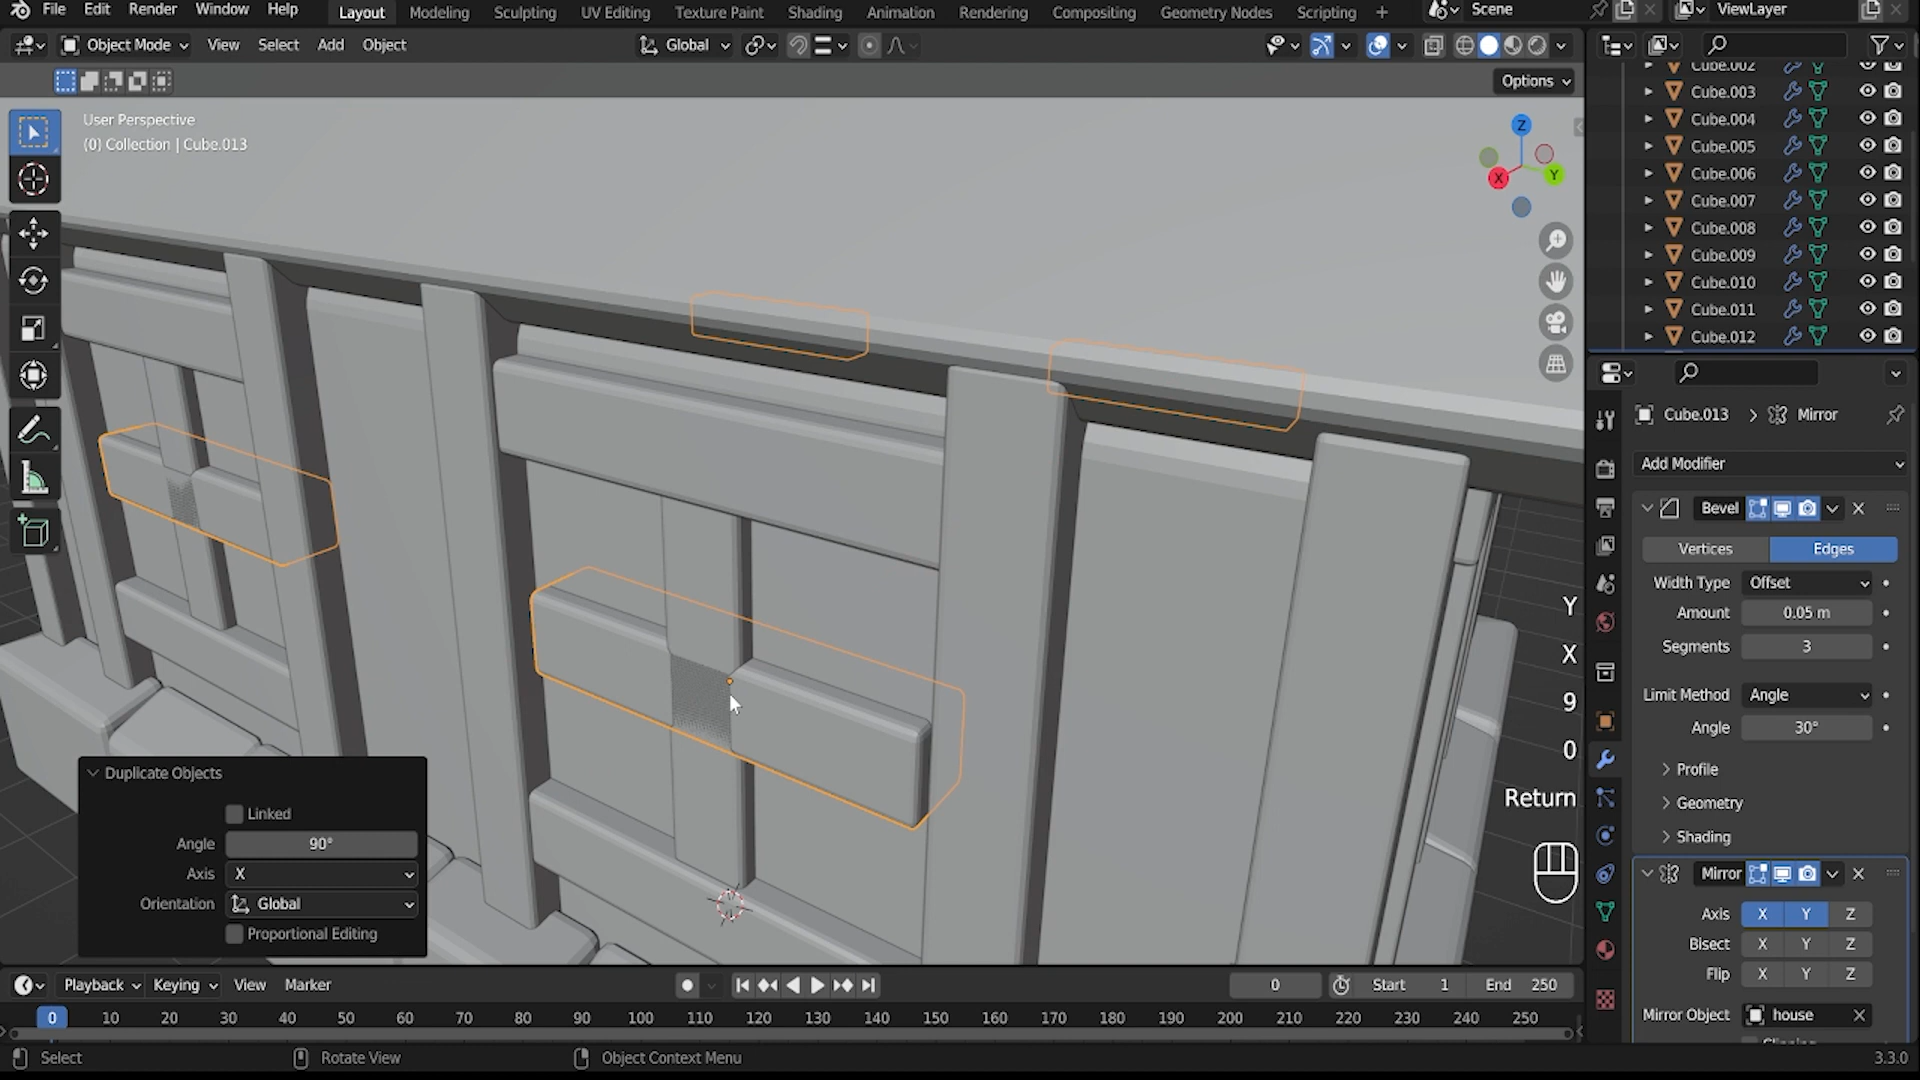 File Edit Render Window Help Layout Modeling Sculpting UV Editing Texture Paint Shading Animation Rendering Compositing Geometry Nodes Scripting + Scene ViewLayer
Object Mode View Select Add Object Global
Options
User Perspective
(0) Collection | Cube.013
Z
X
Y
Cube.002
Cube.003
Cube.004
Cube.005
Cube.006
Cube.007
Cube.008
Cube.009
Cube.010
Cube.011
Cube.012
Cube.013 > Mirror
Add Modifier
Bevel
Vertices Edges
Width Type Offset
Amount 0.05 m
Segments 3
Limit Method Angle
Angle 30°
Profile
Geometry
Shading
Mirror
Axis X Y Z
Bisect X Y Z
Flip X Y Z
Mirror Object house
Y
X
9
0
Return
Duplicate Objects
Linked
Angle 90°
Axis X
Orientation Global
Proportional Editing
Playback Keying View Marker 0 Start 1 End 250
0 10 20 30 40 50 60 70 80 90 100 110 120 130 140 150 160 170 180 190 200 210 220 230 240 250
Select Rotate View Object Context Menu 3.3.0